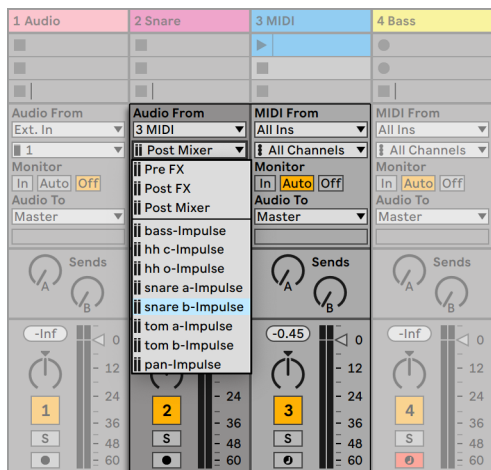 1 Audio 2 Snare 3 MIDI 4 Bass
Audio From Audio From MIDI From MIDI From
Ext. In 3 MIDI All Ins All Ins
1 Post Mixer All Channels All Channels
Monitor Pre FX Monitor Monitor
In Auto Off Post FX In Auto Off In Auto Off
Audio To Post Mixer Audio To Audio To
Master Master Master
bass-Impulse
hh c-Impulse
Sends hh o-Impulse Sends Sends
snare a-Impulse
A B snare b-Impulse A B A B
tom a-Impulse
-Inf 0 tom b-Impulse -0.45 0 -Inf 0
pan-Impulse
12 12 12
24 24 24 24
1 2 3 4
36 36 36 36
S S S S
48 48 48 48
60 60 60 60